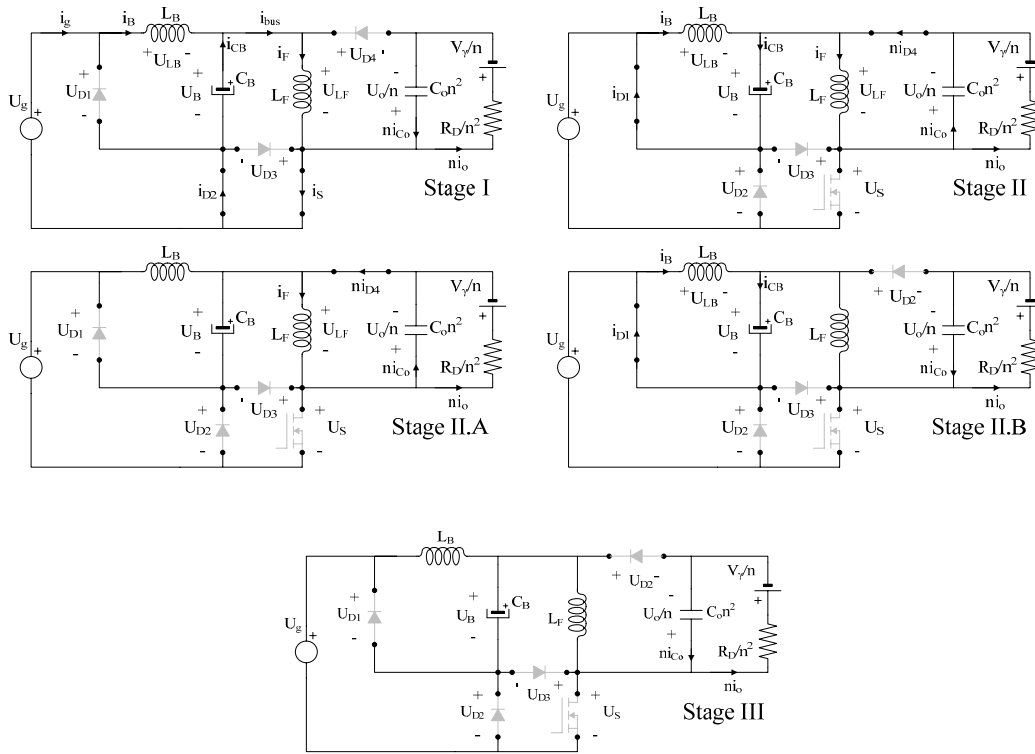 ig iB LB iCB ibus UD4 Vγ/n
+ ULB - iF
Ug + UD1 - UB CB LF ULF Uo/n Con² RD/n²
niCo
UD3
iD2 iS nio
Stage I
iB LB iCB niD4 Vγ/n
+ ULB - iF
Ug + iD1 UB CB LF ULF Uo/n Con² RD/n²
niCo
UD3
UD2 US nio
Stage II
LB niD4 Vγ/n
iF
Ug + UD1 - UB CB LF ULF Uo/n Con² RD/n²
niCo
UD3
UD2 US nio
Stage II.A
iB LB iCB UD2 Vγ/n
+ ULB -
Ug + iD1 UB CB LF Uo/n Con² RD/n²
niCo
UD3
UD2 US nio
Stage II.B
LB UD2 Vγ/n
Ug + UD1 - UB CB LF Uo/n Con² RD/n²
niCo
UD3
UD2 US nio
Stage III